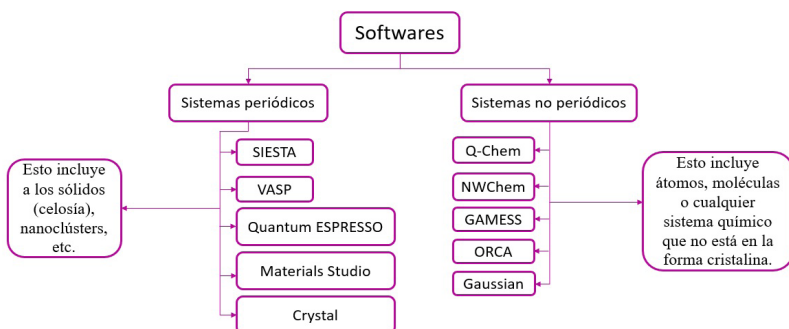 Softwares
Sistemas periódicos
Sistemas no periódicos
SIESTA
VASP
Quantum ESPRESSO
Materials Studio
Crystal
Esto incluye
a los sólidos
(celosía),
nanoclústers,
etc.
Q-Chem
NWChem
GAMESS
ORCA
Gaussian
Esto incluye
átomos, moléculas
o cualquier
sistema químico
que no está en la
forma cristalina.